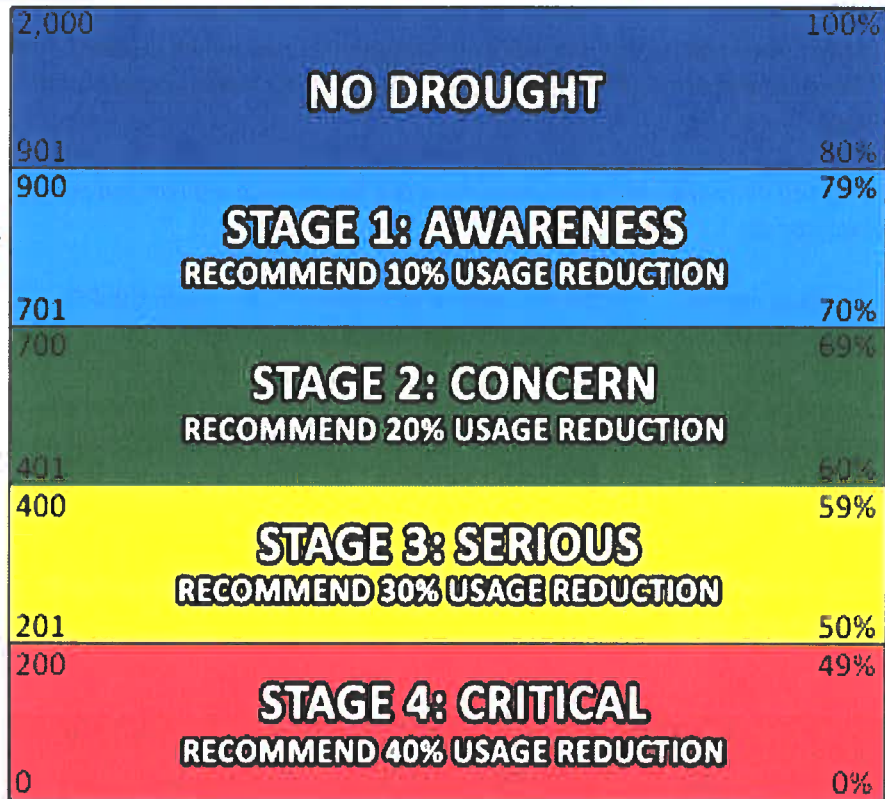 2,000 100%
NO DROUGHT
901 80%
900 79%
STAGE 1: AWARENESS
RECOMMEND 10% USAGE REDUCTION
701 70%
700 69%
STAGE 2: CONCERN
RECOMMEND 20% USAGE REDUCTION
401 60%
400 59%
STAGE 3: SERIOUS
RECOMMEND 30% USAGE REDUCTION
201 50%
200 49%
STAGE 4: CRITICAL
RECOMMEND 40% USAGE REDUCTION
0 0%